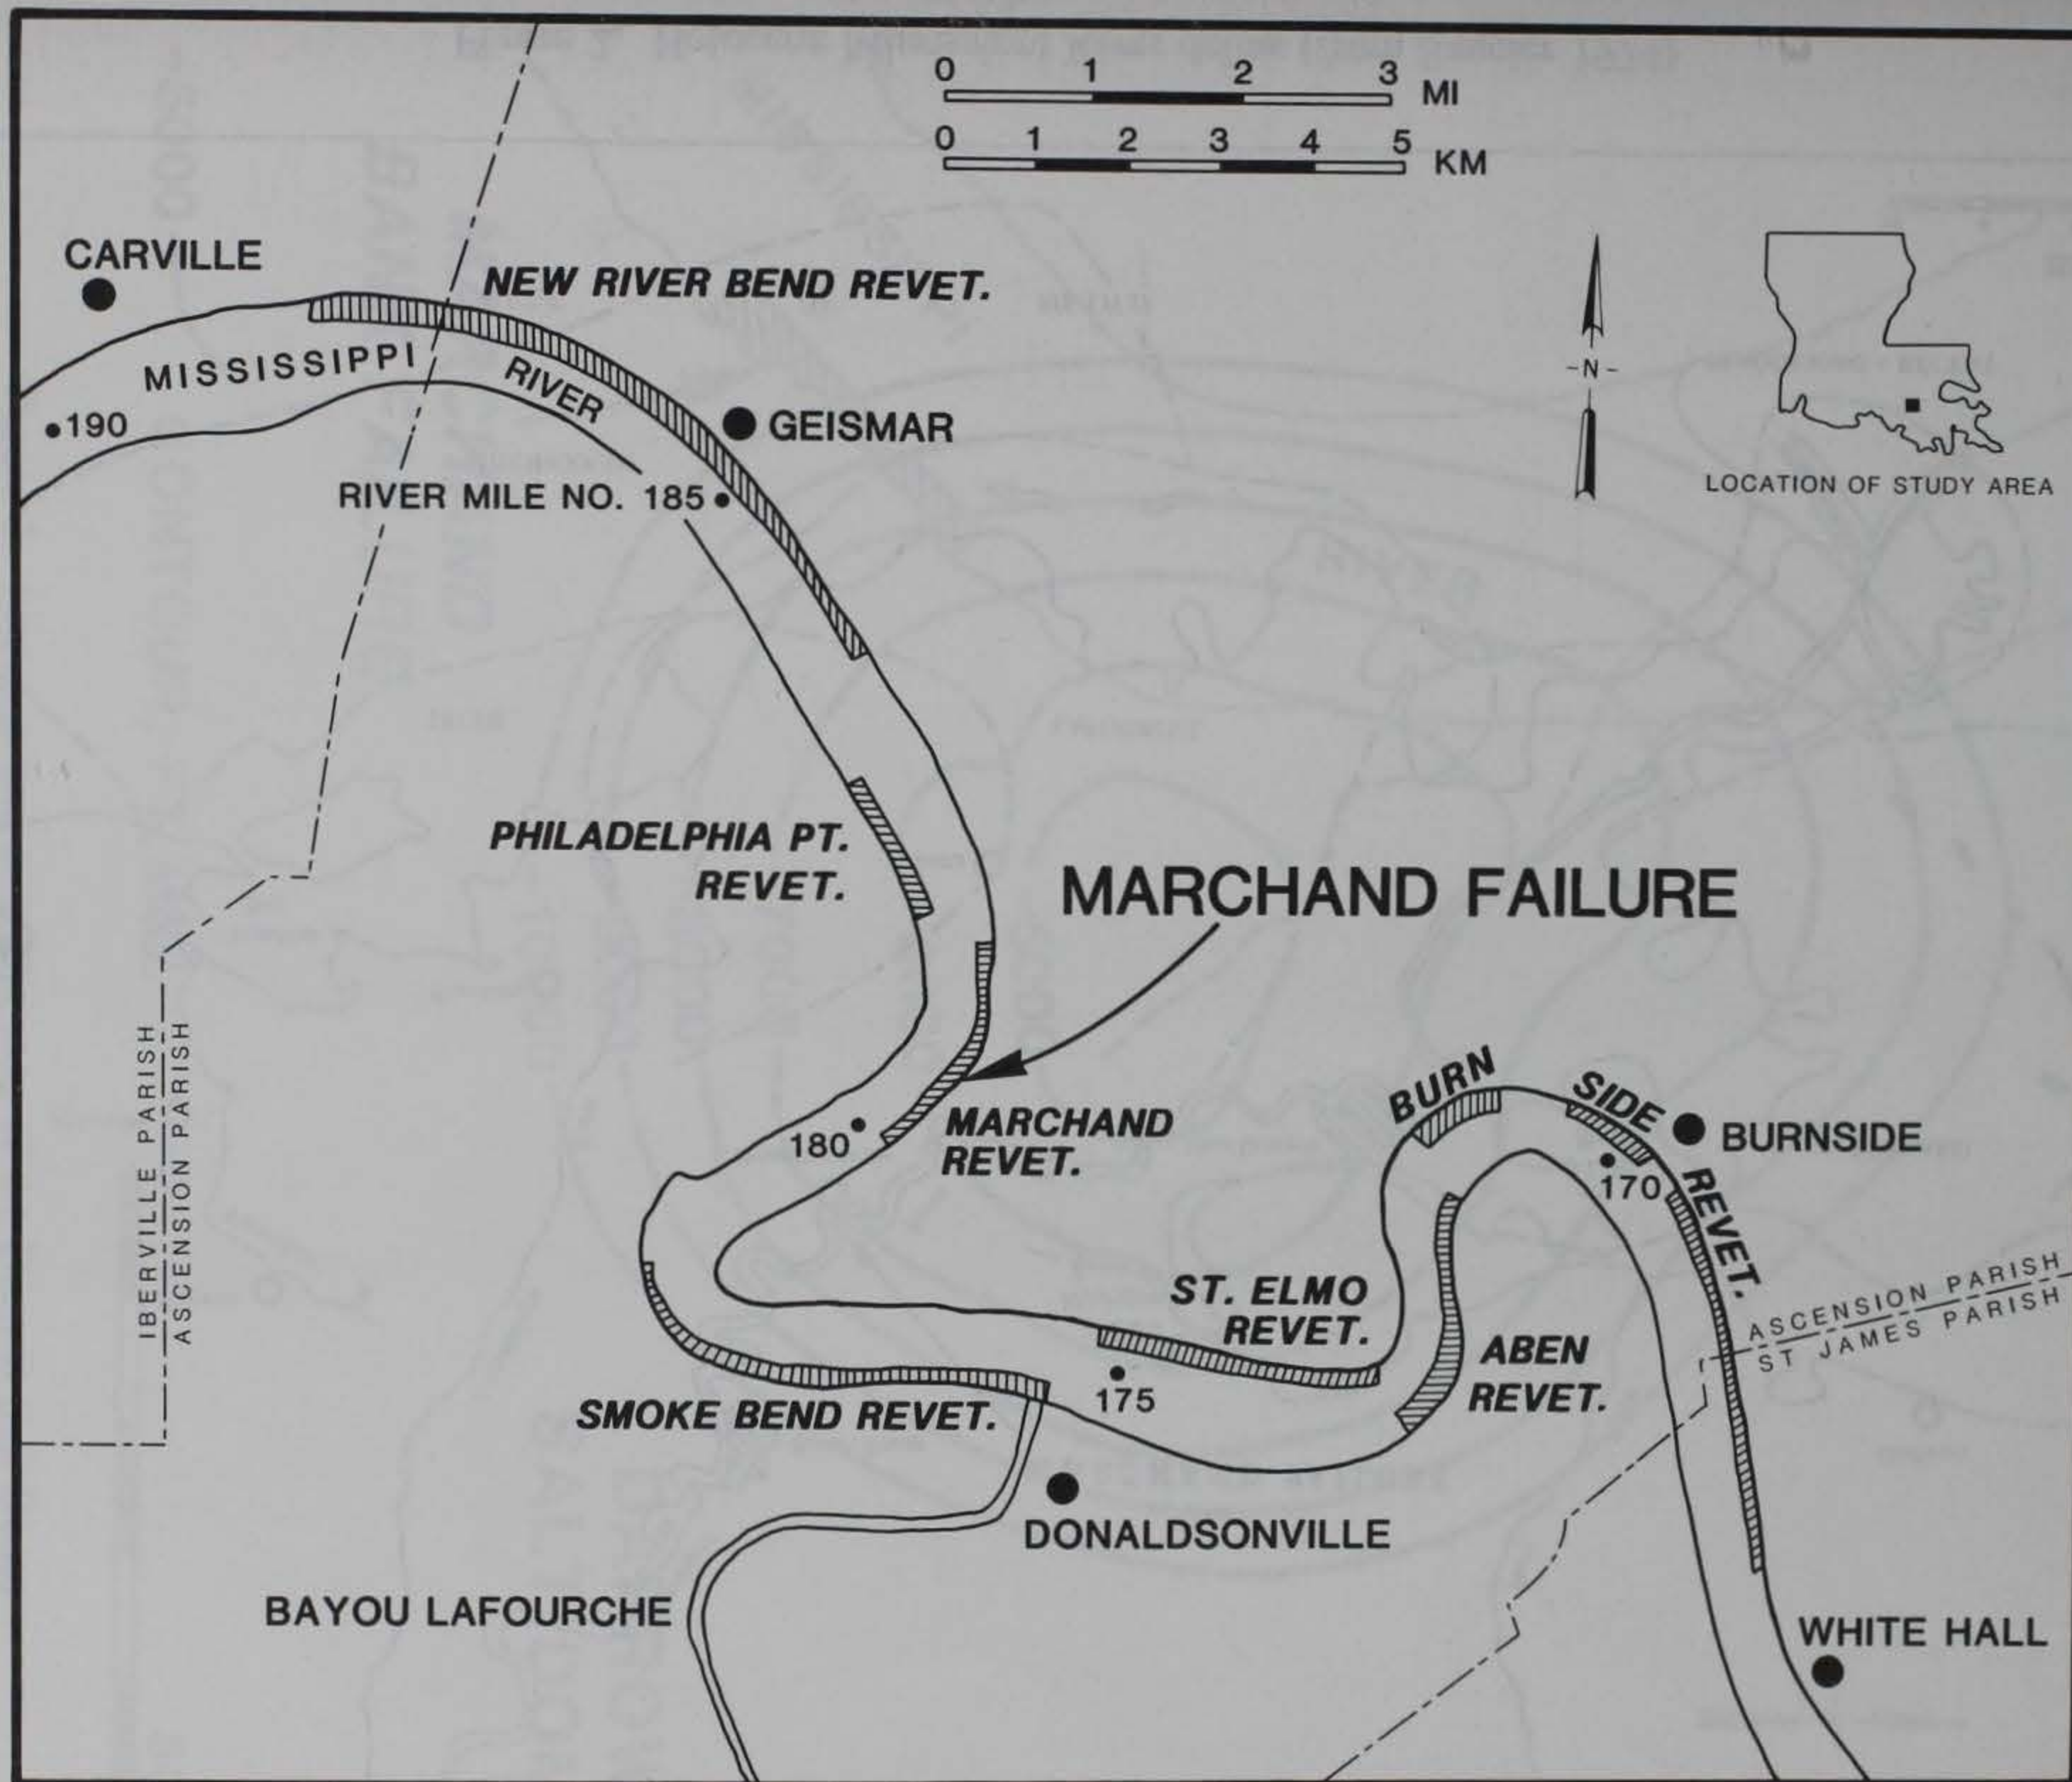 0 1 2 3 MI
0 1 2 3 4 5 KM
CARVILLE
NEW RIVER BEND REVET.
MISSISSIPPI RIVER
190
GEISMAR
RIVER MILE NO. 185
-N-
LOCATION OF STUDY AREA
PHILADELPHIA PT.
REVET.
MARCHAND FAILURE
IBERVILLE PARISH
ASCENSION PARISH
180
MARCHAND
REVET.
BURN SIDE REVET.
BURNSIDE
170
ST. ELMO
REVET.
ABEN
REVET.
ASCENSION PARISH
ST JAMES PARISH
175
SMOKE BEND REVET.
DONALDSONVILLE
BAYOU LAFOURCHE
WHITE HALL